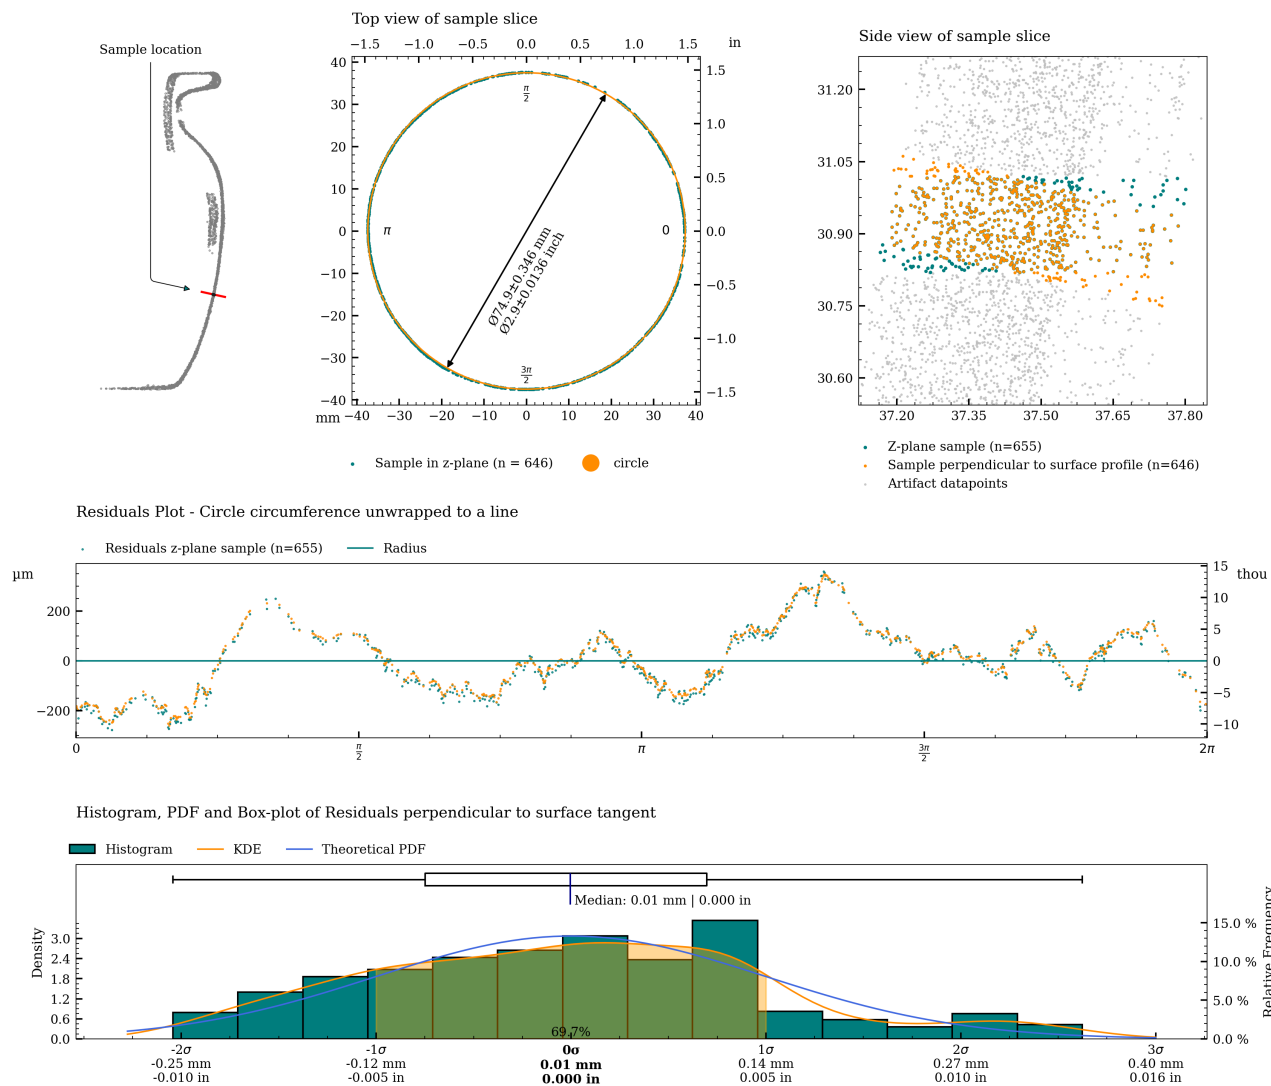 Top view of sample slice
Sample location
−1.5 −1.0 −0.5 0.0 0.5 1.0 1.5 in
Side view of sample slice
40 30 20 10 0 −10 −20 −30 −40
1.5 1.0 0.5 0.0 −0.5 −1.0 −1.5
π/2
π
0
3π/2
Ø74.9±0.346 mm
Ø2.9±0.0136 inch
mm −40 −30 −20 −10 0 10 20 30 40
31.20 31.05 30.90 30.75 30.60
37.20 37.35 37.50 37.65 37.80
Sample in z-plane (n = 646) circle
Z-plane sample (n=655)
Sample perpendicular to surface profile (n=646)
Artifact datapoints
Residuals Plot - Circle circumference unwrapped to a line
Residuals z-plane sample (n=655) Radius
µm
200 0 −200
15 10 5 0 −5 −10
thou
0 π/2 π 3π/2 2π
Histogram, PDF and Box-plot of Residuals perpendicular to surface tangent
Histogram KDE Theoretical PDF
Median: 0.01 mm | 0.000 in
Density
3.0 2.4 1.8 1.2 0.6 0.0
15.0 % 10.0 % 5.0 % 0.0 %
Relative Frequency
69.7%
-2σ -1σ 0σ 1σ 2σ 3σ
-0.25 mm -0.12 mm 0.01 mm 0.14 mm 0.27 mm 0.40 mm
-0.010 in -0.005 in 0.000 in 0.005 in 0.010 in 0.016 in